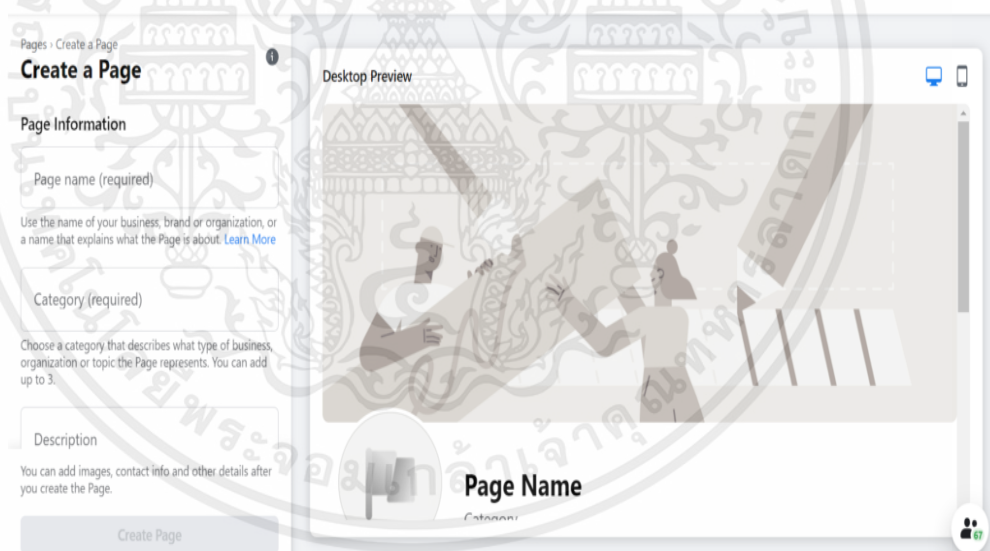 Pages › Create a Page
Create a Page
Page Information
Page name (required)
Use the name of your business, brand or organization, or
a name that explains what the Page is about. Learn More
Category (required)
Choose a category that describes what type of business,
organization or topic the Page represents. You can add
up to 3.
Description
You can add images, contact info and other details after
you create the Page.
Create Page
Desktop Preview
Page Name
Category
67